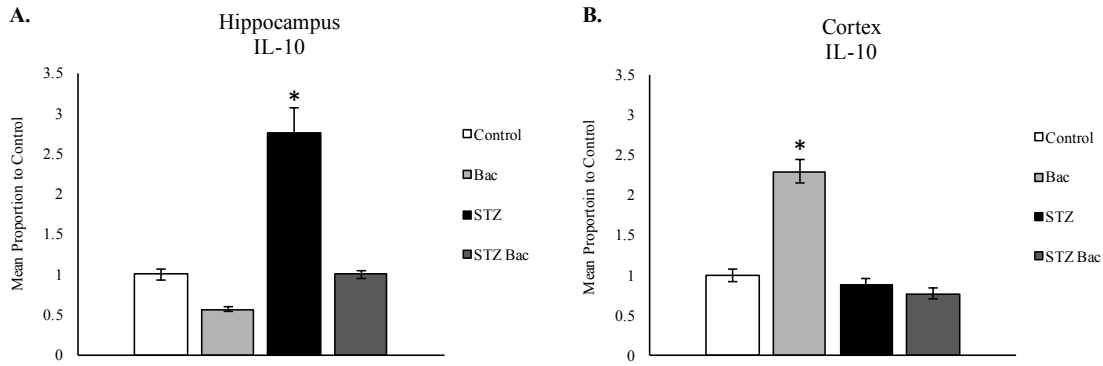 A.
Hippocampus
IL-10
Mean Proportion to Control
3.5
3
2.5
2
1.5
1
0.5
0
*
Control
Bac
STZ
STZ Bac
B.
Cortex
IL-10
Mean Proportoin to Control
3.5
3
2.5
2
1.5
1
0.5
0
*
Control
Bac
STZ
STZ Bac